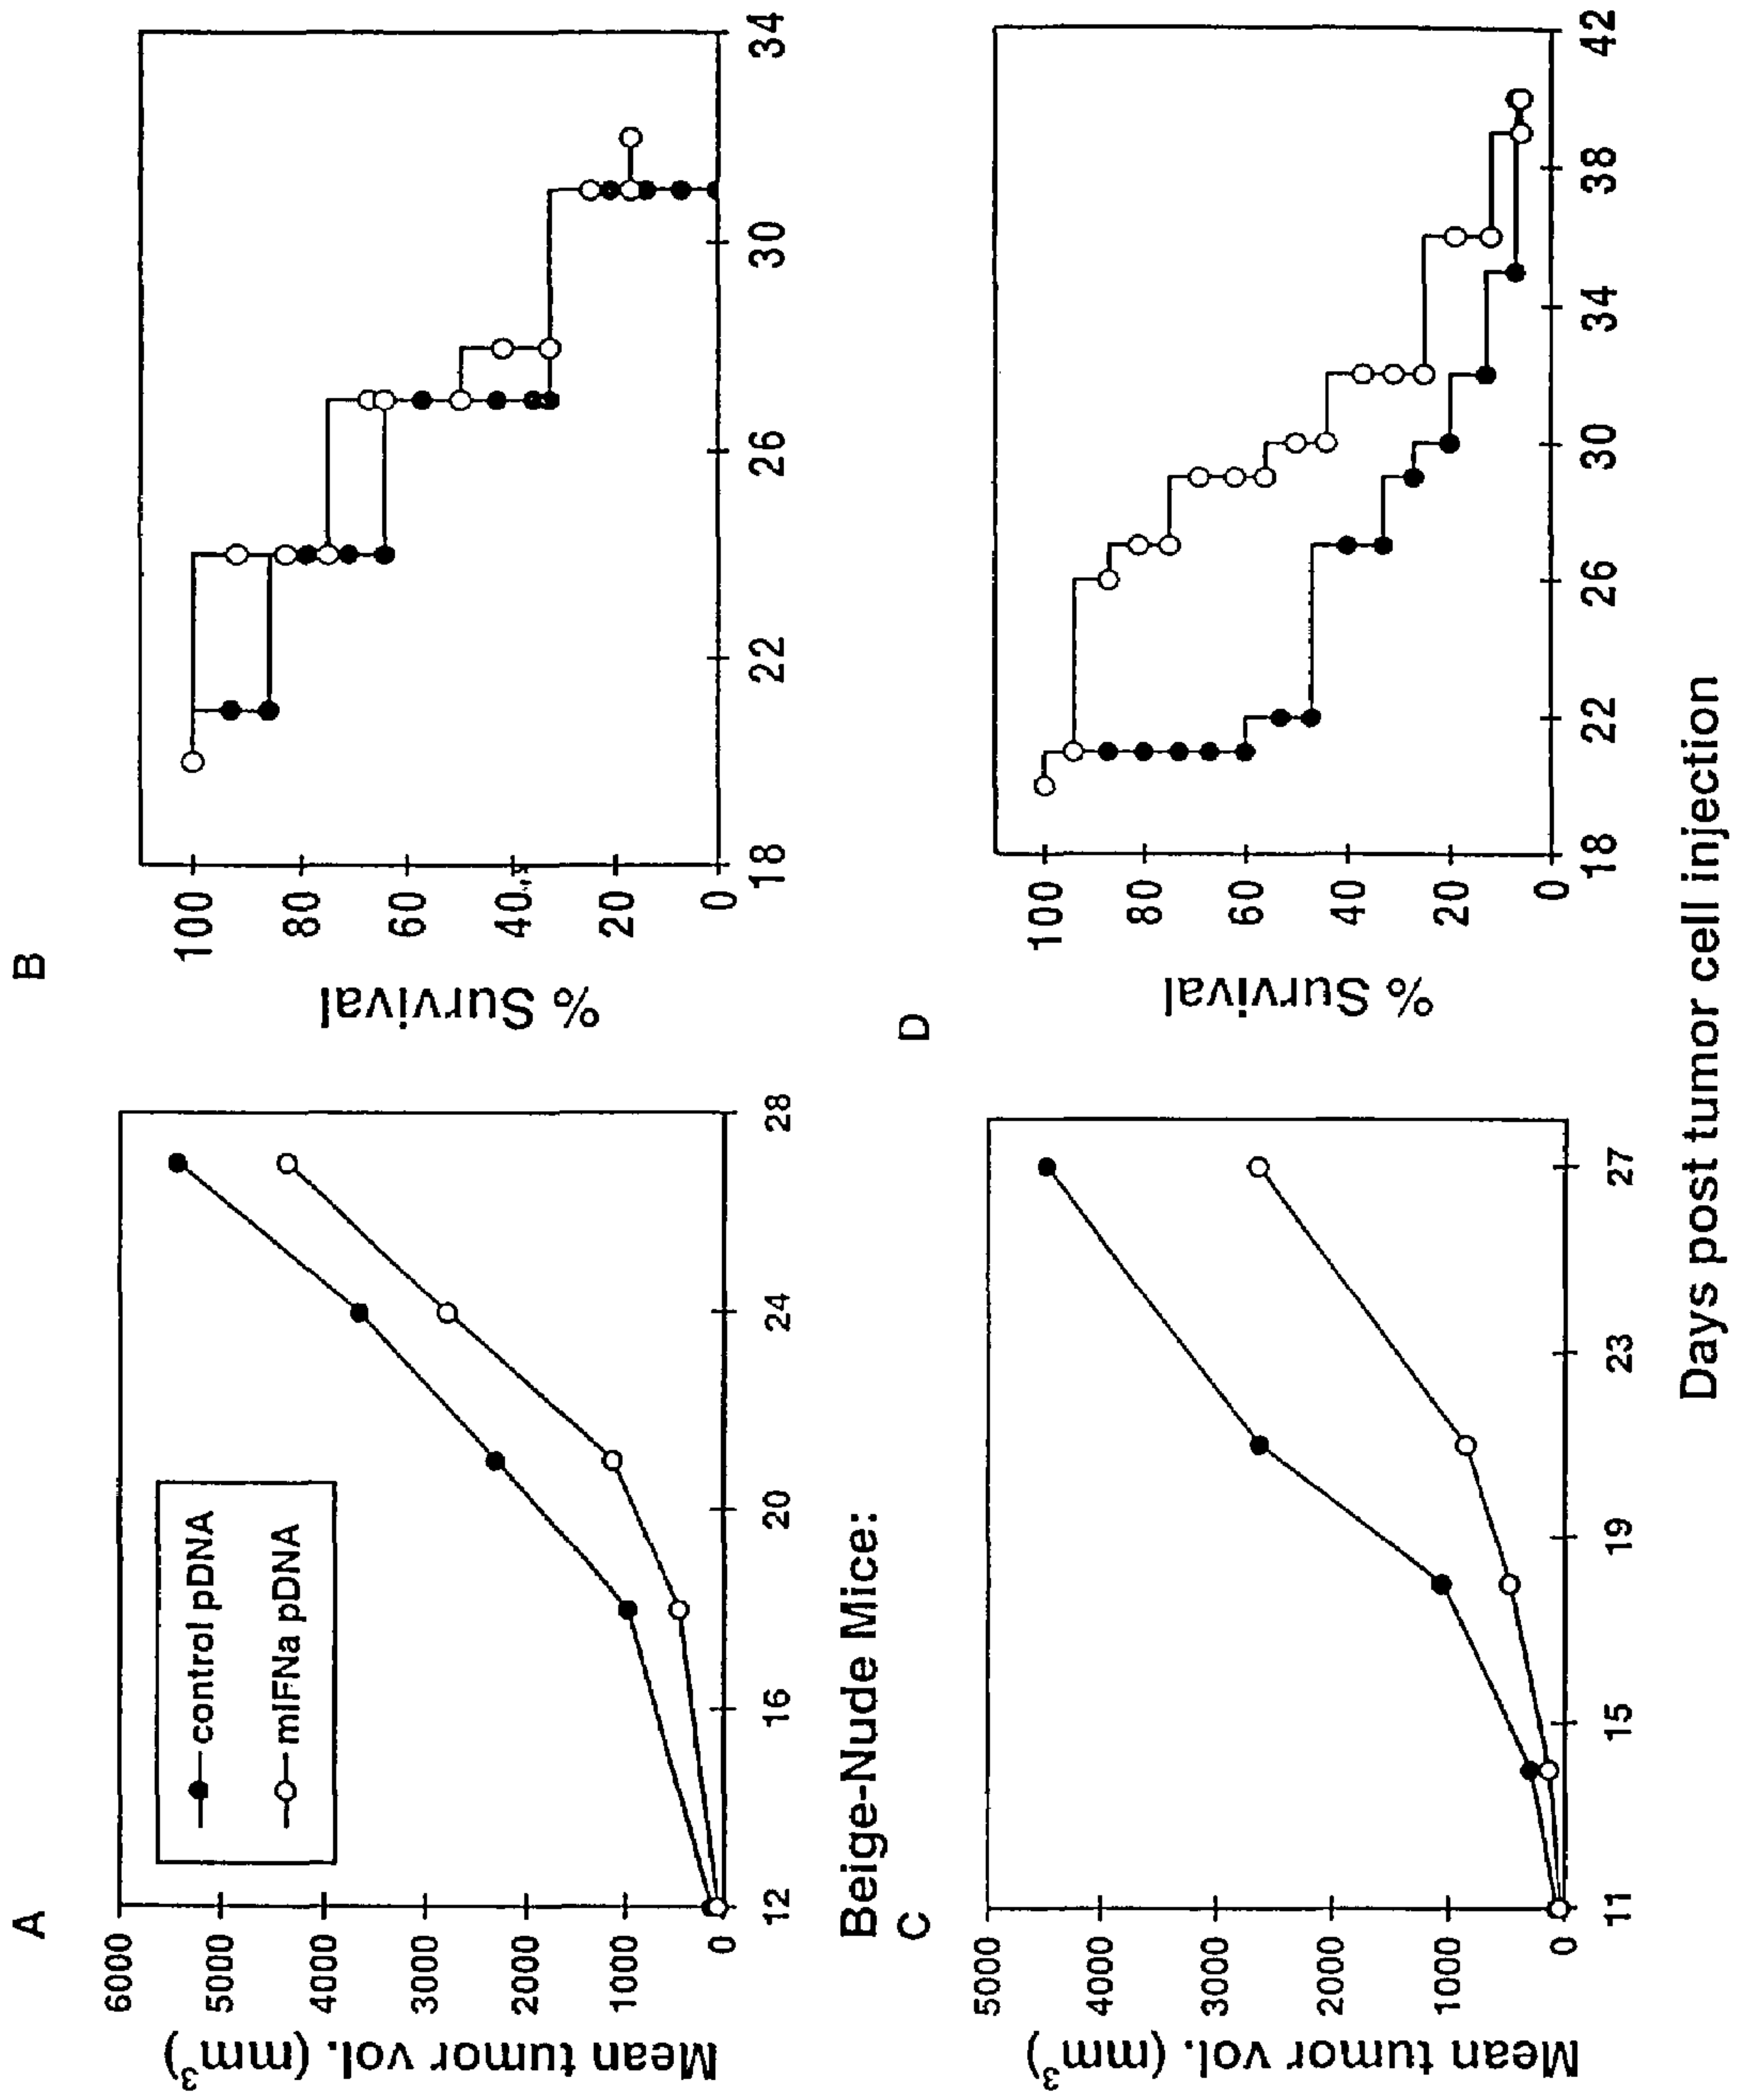 A
Mean tumor vol. (mm3)
6000
5000
4000
3000
2000
1000
0
control pDNA
mIFNa pDNA
12 16 20 24 28
B
% Survival
100
80
60
40
20
0
18 22 26 30 34
Beige-Nude Mice:
C
Mean tumor vol. (mm3)
5000
4000
3000
2000
1000
0
11 15 19 23 27
D
% Survival
100
80
60
40
20
0
18 22 26 30 34 38 42
Days post tumor cell injection